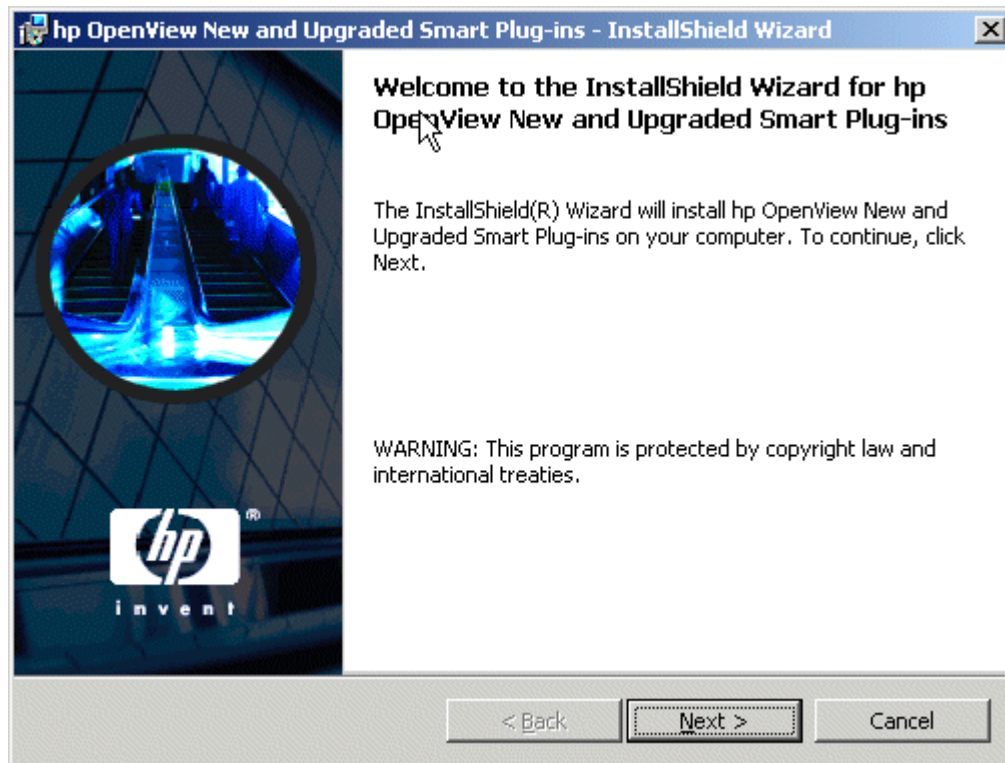 hp OpenView New and Upgraded Smart Plug-ins - InstallShield Wizard
Welcome to the InstallShield Wizard for hp
OpenView New and Upgraded Smart Plug-ins
The InstallShield(R) Wizard will install hp OpenView New and
Upgraded Smart Plug-ins on your computer. To continue, click
Next.
WARNING: This program is protected by copyright law and
international treaties.
hp ®
invent
< Back
Next >
Cancel